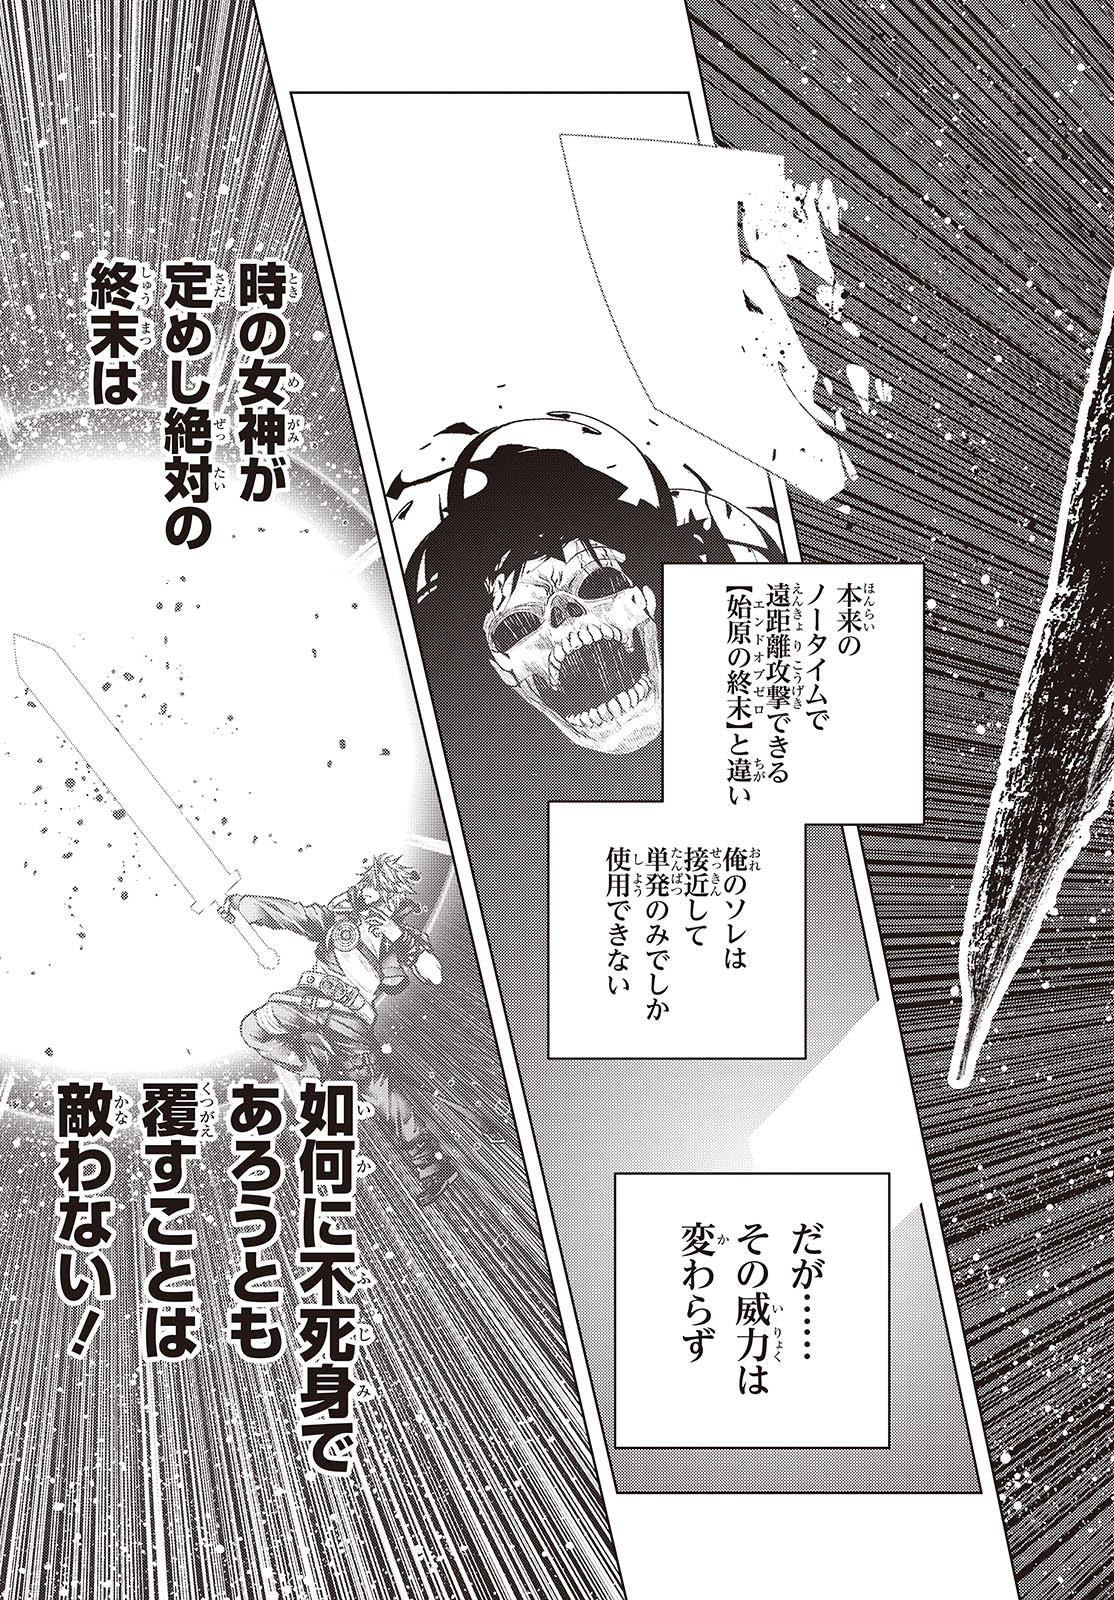 本来の
ノータイムで
遠距離攻撃できる
【始原の終末】と違い
俺のソレは
接近して
単発のみでしか
使用できない
だが……
その威力は
変わらず
時の女神が
定めし絶対の
終末は
如何に不死身で
あろうとも
覆すことは
敵わない！